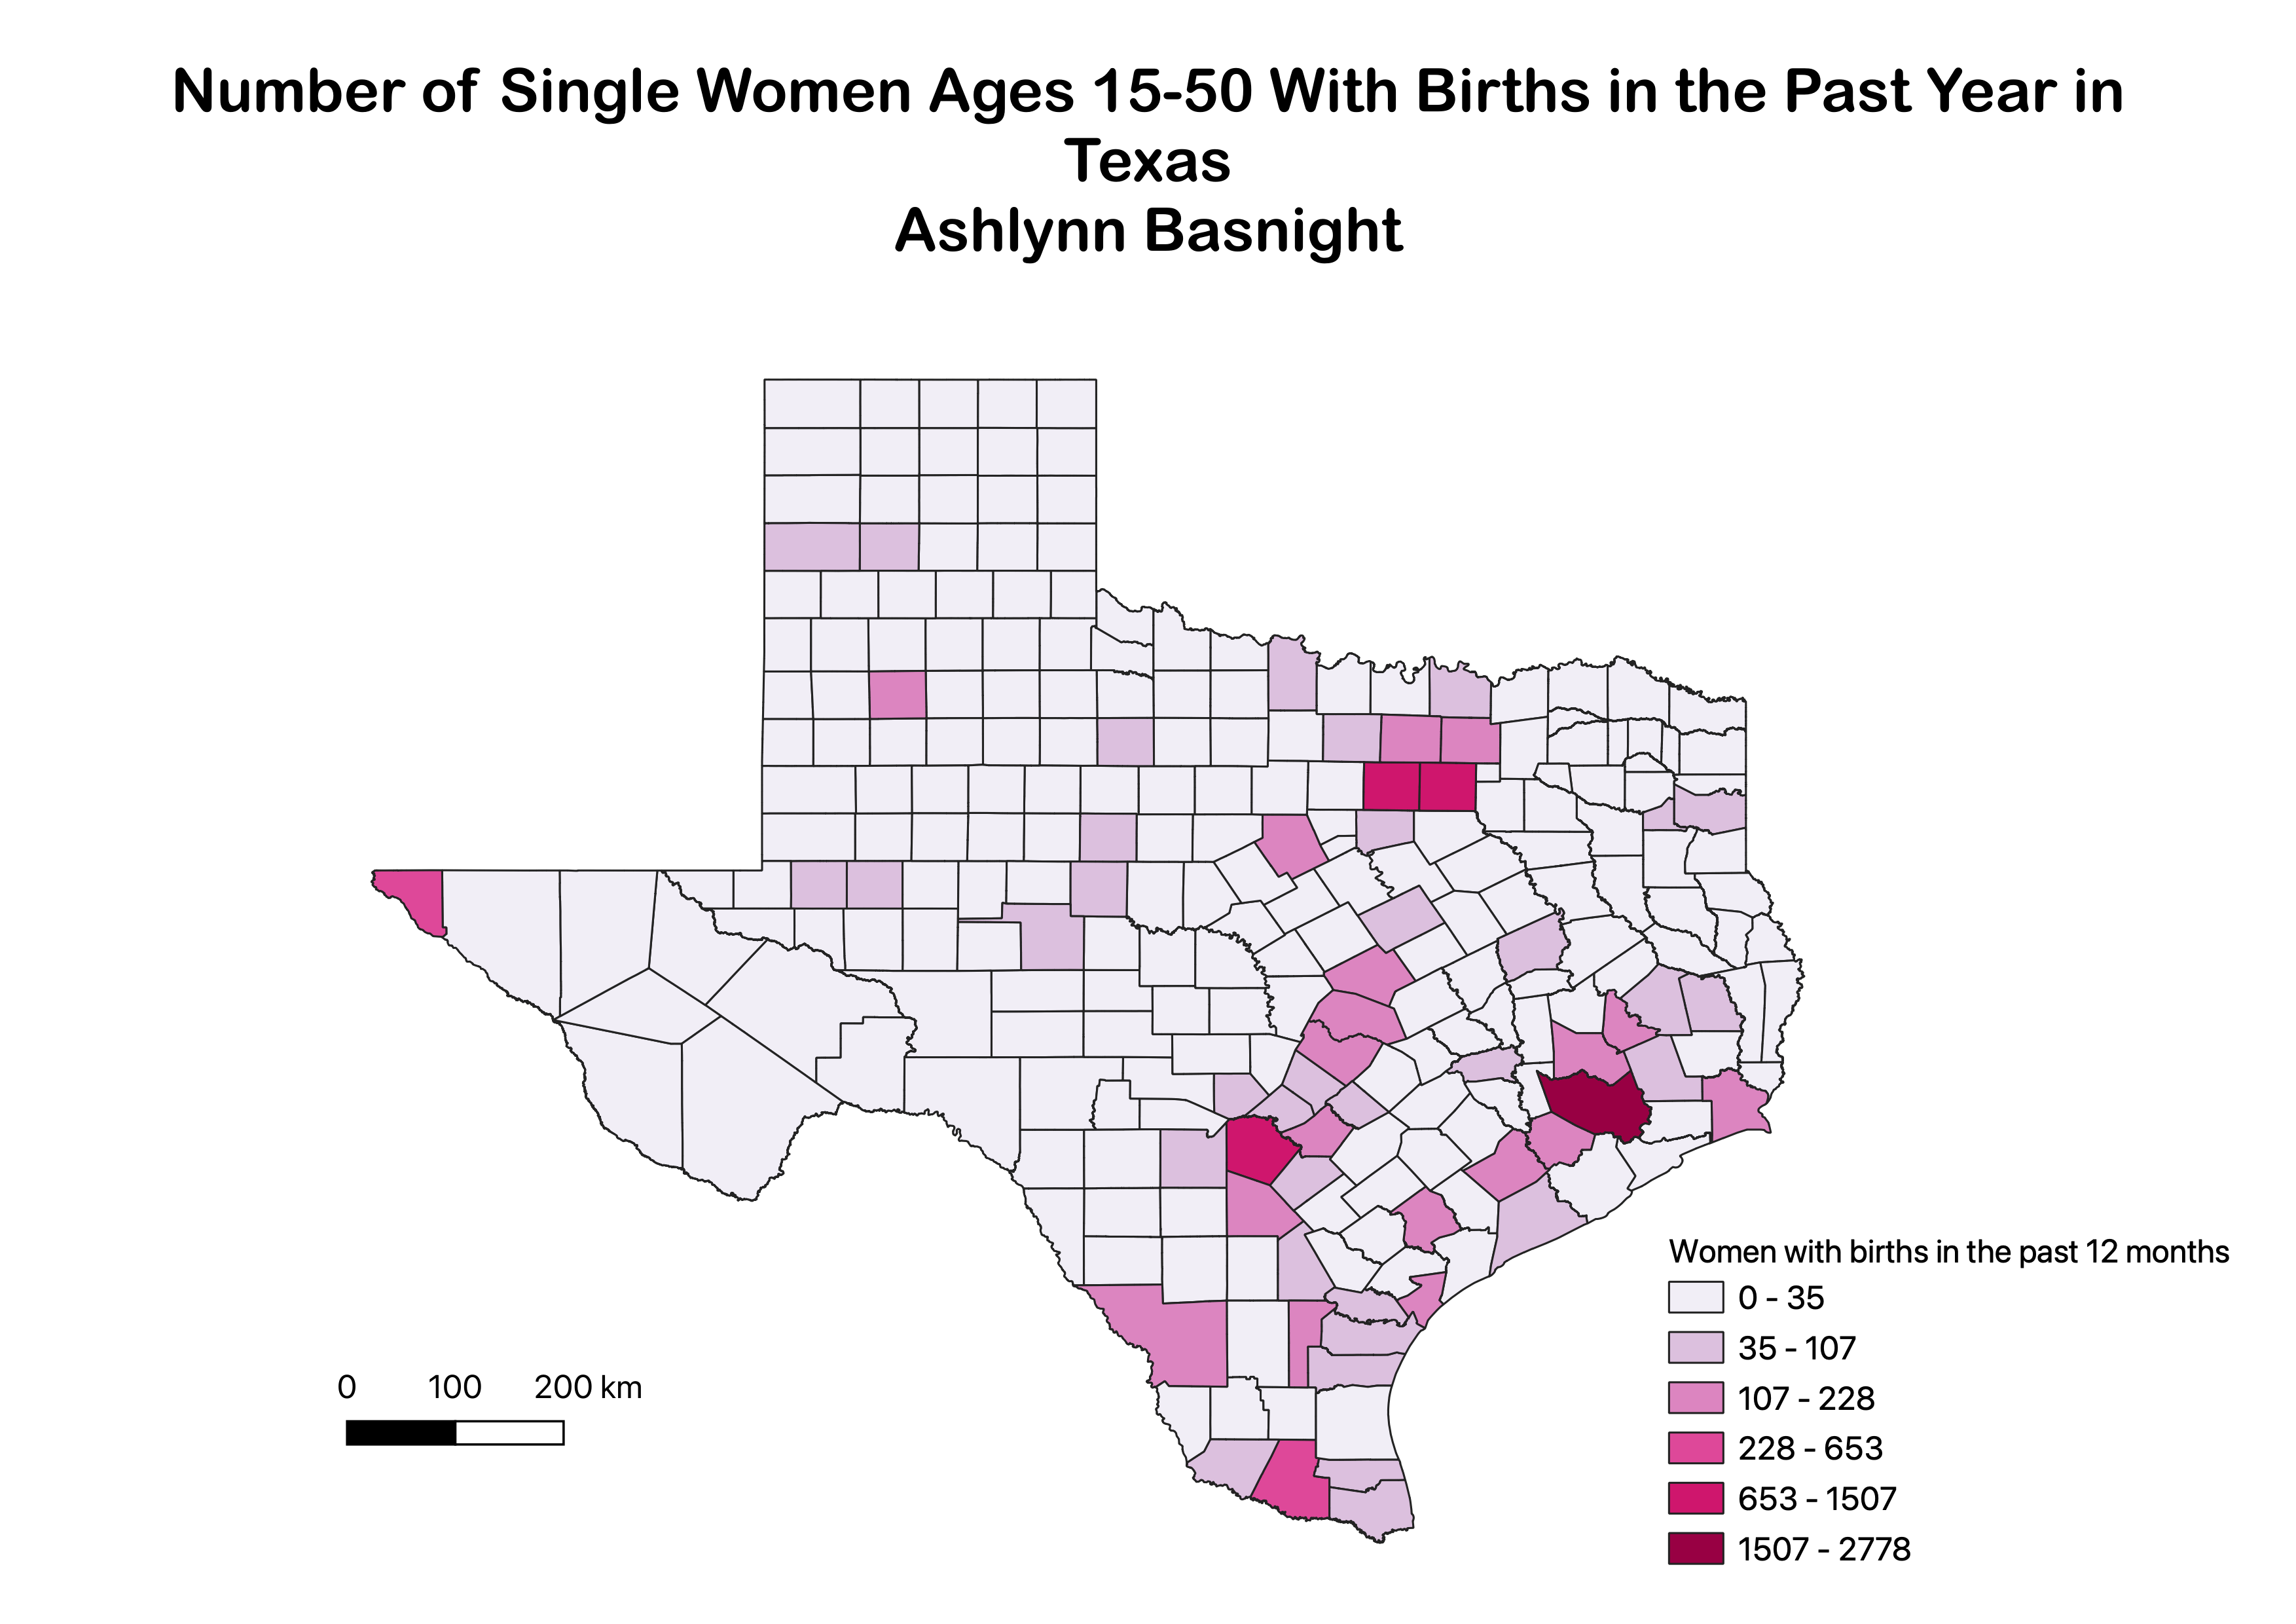 Number of Single Women Ages 15-50 With Births in the Past Year in
Texas
Ashlynn Basnight
Women with births in the past 12 months
0 - 35
35 - 107
107 - 228
228 - 653
653 - 1507
1507 - 2778
0 100 200 km